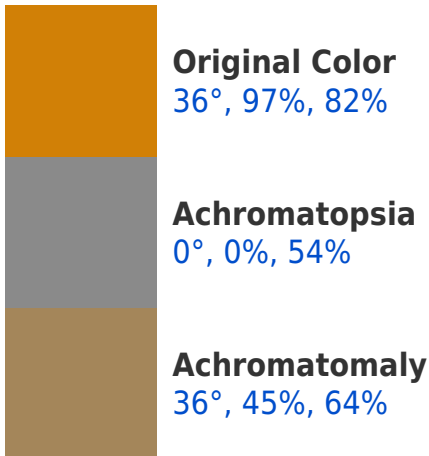 Original Color
36°, 97%, 82%
Achromatopsia
0°, 0%, 54%
Achromatomaly
36°, 45%, 64%